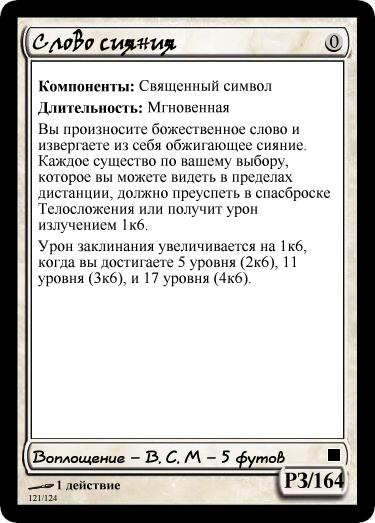 Слово сияния 0
Компоненты: Священный символ
Длительность: Мгновенная
Вы произносите божественное слово и
извергаете из себя обжигающее сияние.
Каждое существо по вашему выбору,
которое вы можете видеть в пределах
дистанции, должно преуспеть в спасброске
Телосложения или получит урон
излучением 1к6.
Урон заклинания увеличивается на 1к6,
когда вы достигаете 5 уровня (2к6), 11
уровня (3к6), и 17 уровня (4к6).
Воплощение – В, С, М – 5 футов
1 действие
РЗ/164
121/124